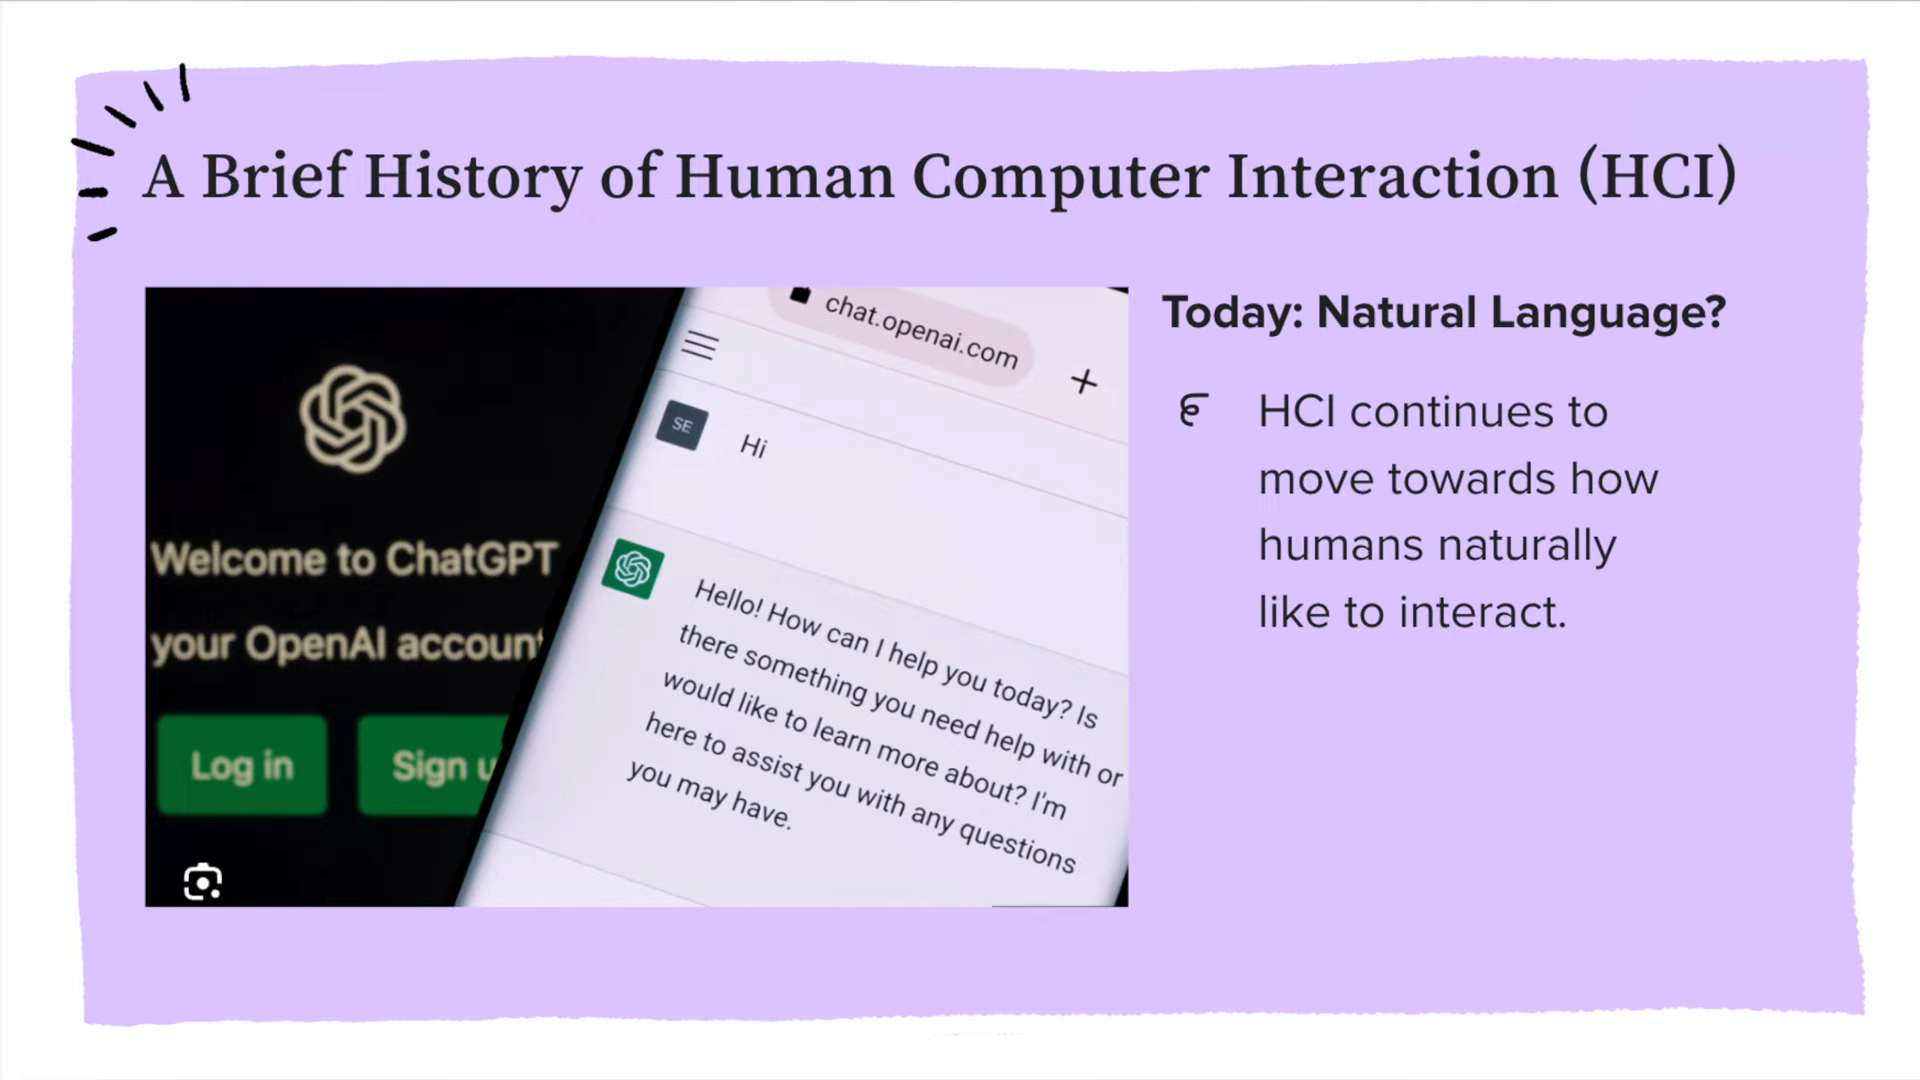 A Brief History of Human Computer Interaction (HCI)
Welcome to ChatGPT
your OpenAI account
Log in
Sign u
chat.openai.com
SE
Hi
Hello! How can I help you today? Is
there something you need help with or
would like to learn more about? I'm
here to assist you with any questions
you may have.
Today: Natural Language?
HCI continues to
move towards how
humans naturally
like to interact.